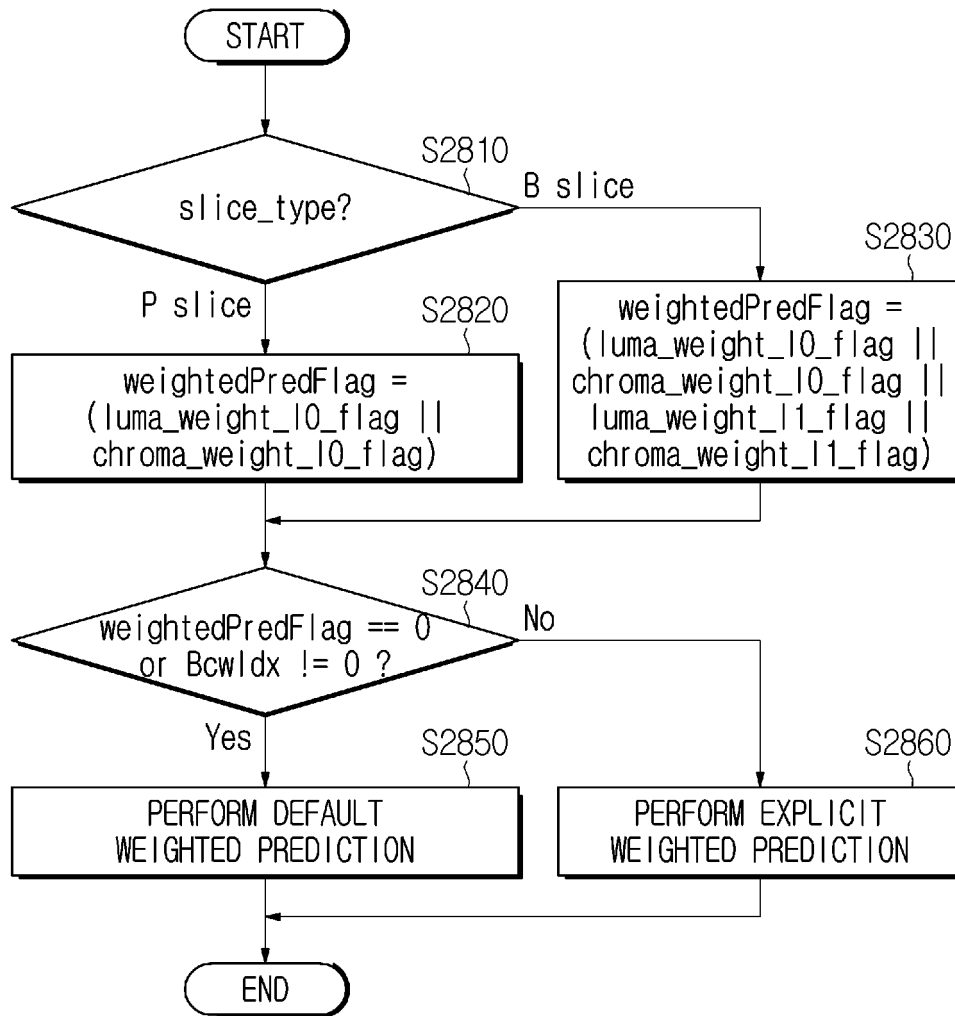 START
S2810
slice_type?
B slice
P slice
S2820
weightedPredFlag =
(luma_weight_l0_flag ||
chroma_weight_l0_flag)
S2830
weightedPredFlag =
(luma_weight_l0_flag ||
chroma_weight_l0_flag ||
luma_weight_l1_flag ||
chroma_weight_l1_flag)
S2840
weightedPredFlag == 0
or BcwIdx != 0 ?
No
Yes
S2850
PERFORM DEFAULT
WEIGHTED PREDICTION
S2860
PERFORM EXPLICIT
WEIGHTED PREDICTION
END